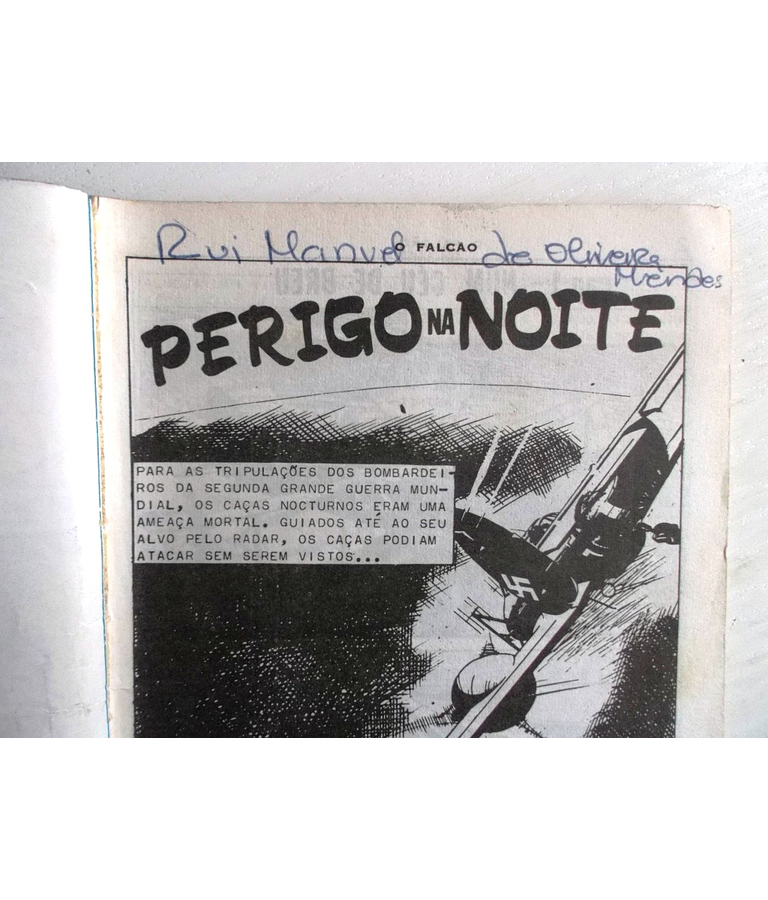 Rui Manuel de Oliveira
Mendes
O FALCÃO
PERIGO NA NOITE
PARA AS TRIPULAÇÕES DOS BOMBARDEI-
ROS DA SEGUNDA GRANDE GUERRA MUN-
DIAL, OS CAÇAS NOCTURNOS ERAM UMA
AMEAÇA MORTAL. GUIADOS ATÉ AO SEU
ALVO PELO RADAR, OS CAÇAS PODIAM
ATACAR SEM SEREM VISTOS...